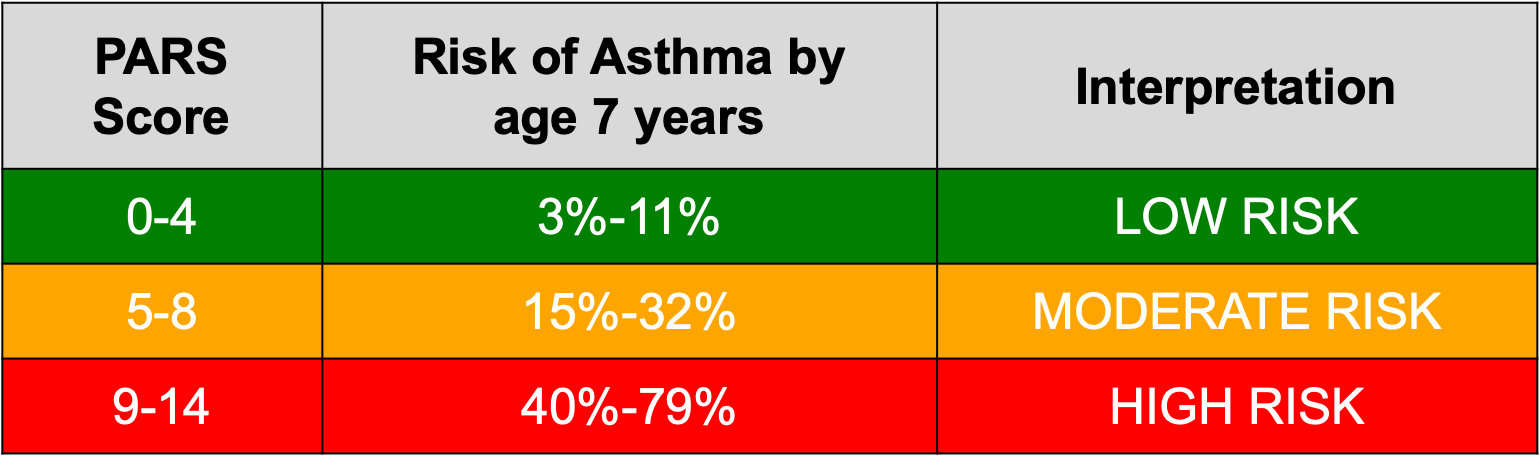 PARS Score
Risk of Asthma by age 7 years
Interpretation
0-4
3%-11%
LOW RISK
5-8
15%-32%
MODERATE RISK
9-14
40%-79%
HIGH RISK